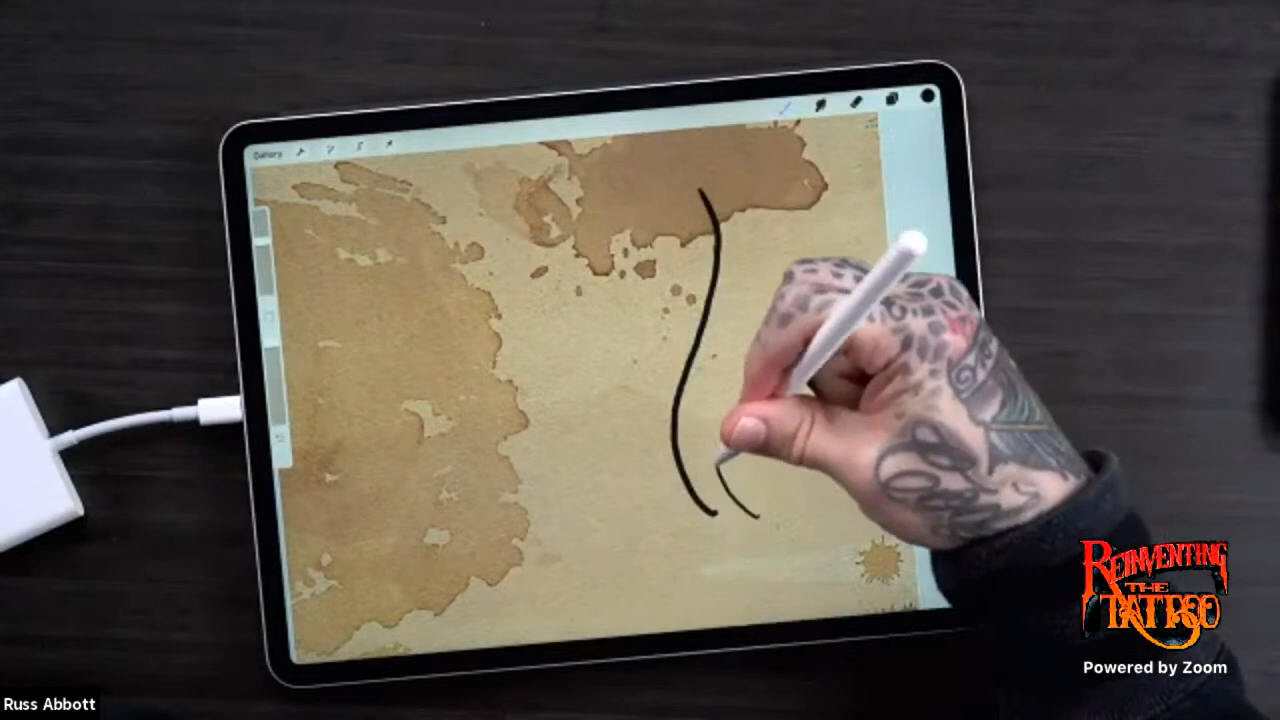 Gallery
REINVENTING
THE
TATTOO
Powered by Zoom
Russ Abbott